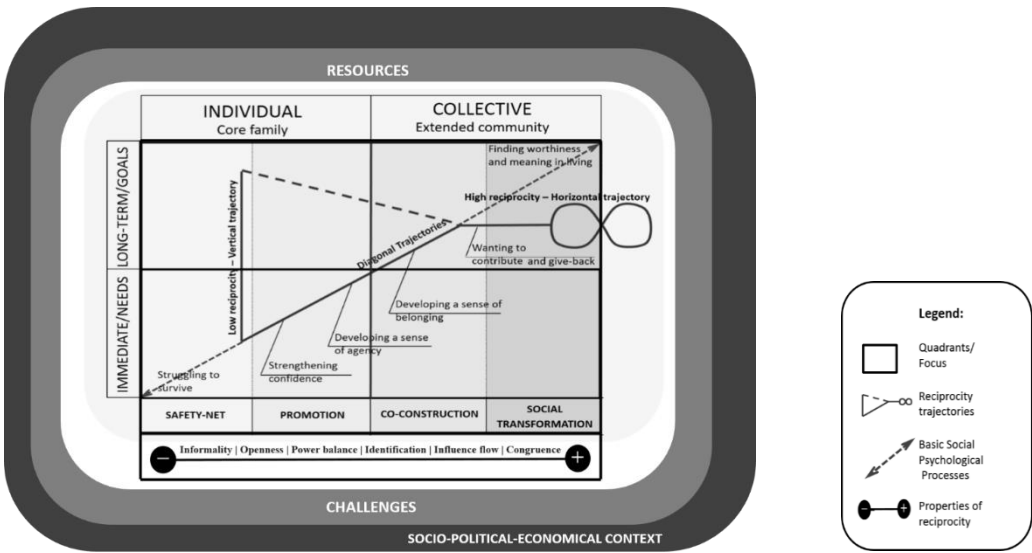 RESOURCES
INDIVIDUAL
Core family
COLLECTIVE
Extended community
LONG-TERM/GOALS
IMMEDIATE/NEEDS
Finding worthiness
and meaning in living
High reciprocity – Horizontal trajectory
Low reciprocity – Vertical trajectory
Diagonal Trajectories
Wanting to
contribute and give-back
Developing a sense of
belonging
Developing a sense
of agency
Strengthening
confidence
Struggling to
survive
SAFETY-NET
PROMOTION
CO-CONSTRUCTION
SOCIAL
TRANSFORMATION
Informality | Openness | Power balance | Identification | Influence flow | Congruence
CHALLENGES
SOCIO-POLITICAL-ECONOMICAL CONTEXT
Legend:
Quadrants/
Focus
Reciprocity
trajectories
Basic Social
Psychological
Processes
Properties of
reciprocity